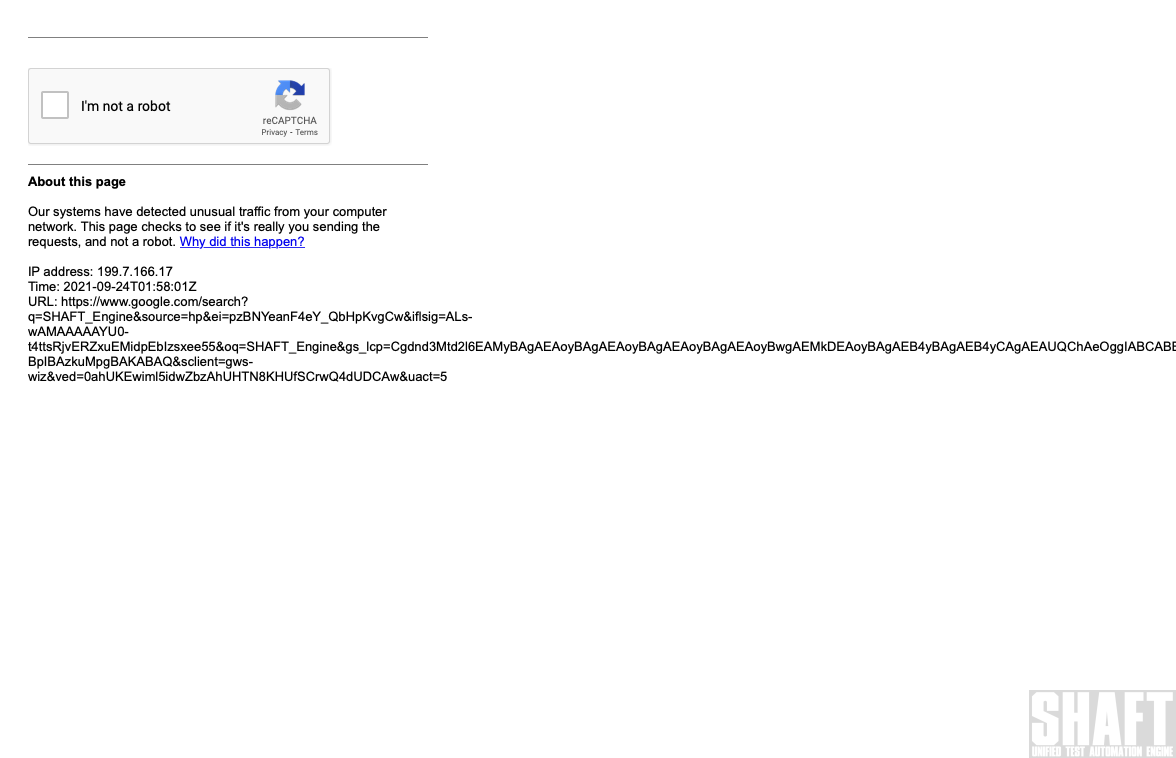 I'm not a robot
reCAPTCHA
Privacy - Terms
About this page
Our systems have detected unusual traffic from your computer
network. This page checks to see if it's really you sending the
requests, and not a robot. Why did this happen?
IP address: 199.7.166.17
Time: 2021-09-24T01:58:01Z
URL: https://www.google.com/search?
q=SHAFT_Engine&source=hp&ei=pzBNYeanF4eY_QbHpKvgCw&iflsig=ALs-
wAMAAAAAYU0-
t4ttsRjvERZxuEMidpEbIzsxee55&oq=SHAFT_Engine&gs_lcp=Cgdnd3Mtd2l6EAMyBAgAEAoyBAgAEAoyBAgAEAoyBAgAEAoyBwgAEMkDEAoyBAgAEB4yBAgAEB4yCAgAEAUQChAeOggIABCABE
BpIBAzkuMpgBAKABAQ&sclient=gws-
wiz&ved=0ahUKEwiml5idwZbzAhUHTN8KHUfSCrwQ4dUDCAw&uact=5
SHAFT
UNIFIED TEST AUTOMATION ENGINE